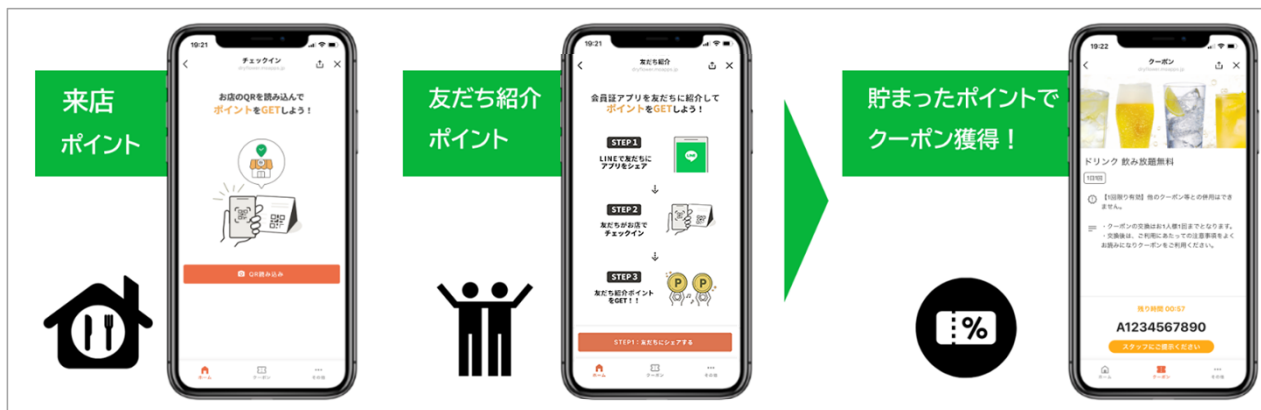 来店
ポイント
19:21
チェックイン
お店のQRを読み込んで
ポイントをGETしよう!
QR読み込み
ホーム
クーポン
その他
友だち紹介
ポイント
19:21
友だち紹介
会員証アプリを友だちに紹介して
ポイントをGETしよう!
STEP1
LINEで友だちに
アプリをシェア
LINE
STEP2
友だちがお店で
チェックイン
STEP3
友だち紹介ポイント
をGET!!
P P
STEP1:友だちにシェアする
ホーム
クーポン
その他
貯まったポイントで
クーポン獲得!
%
19:22
クーポン
ドリンク 飲み放題無料
1日1回
【1回限り有効】他のクーポン等との併用はでき
ません。
・クーポンの交換はお1人様1回までとなります。
・交換後は、ご利用にあたっての注意事項をよく
お読みになりクーポンをご利用ください。
残り時間 00:57
A1234567890
スタッフにご提示ください
ホーム
クーポン
その他